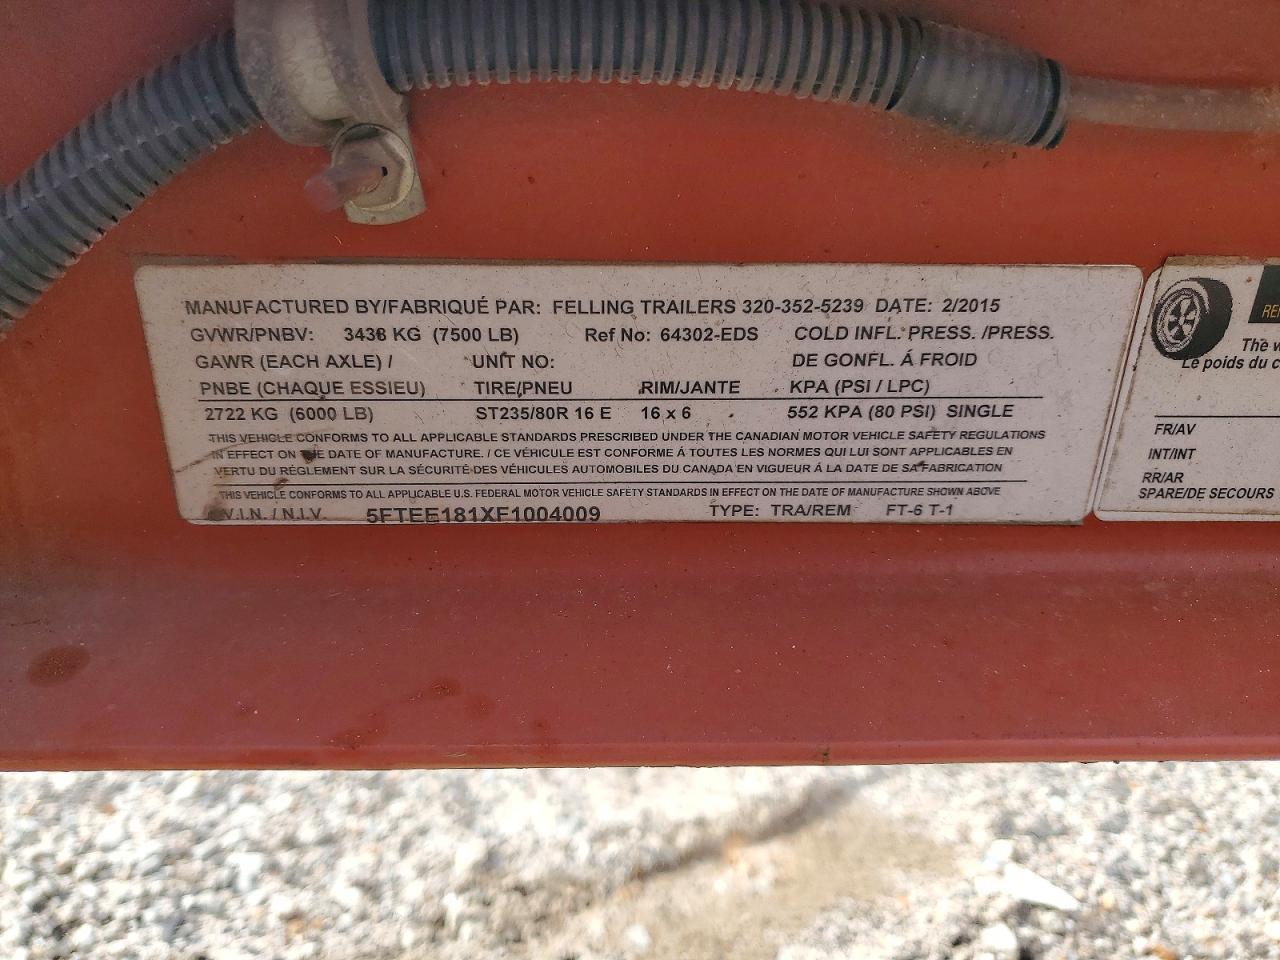 MANUFACTURED BY/FABRIQUÉ PAR: FELLING TRAILERS 320-352-5239 DATE: 2/2015
GVWR/PNBV: 3438 KG (7500 LB) Ref No: 64302-EDS COLD INFL. PRESS. /PRESS.
GAWR (EACH AXLE) / UNIT NO: DE GONFL. Á FROID
PNBE (CHAQUE ESSIEU) TIRE/PNEU RIM/JANTE KPA (PSI / LPC)
2722 KG (6000 LB) ST235/80R 16 E 16 x 6 552 KPA (80 PSI) SINGLE
THIS VEHICLE CONFORMS TO ALL APPLICABLE STANDARDS PRESCRIBED UNDER THE CANADIAN MOTOR VEHICLE SAFETY REGULATIONS
IN EFFECT ON THE DATE OF MANUFACTURE. / CE VÉHICULE EST CONFORME Á TOUTES LES NORMES QUI LUI SONT APPLICABLES EN
VERTU DU RÉGLEMENT SUR LA SÉCURITÉ DES VÉHICULES AUTOMOBILES DU CANADA EN VIGUEUR Á LA DATE DE SA FABRICATION
THIS VEHICLE CONFORMS TO ALL APPLICABLE U.S. FEDERAL MOTOR VEHICLE SAFETY STANDARDS IN EFFECT ON THE DATE OF MANUFACTURE SHOWN ABOVE
V.I.N. / N.I.V. 5FTEE181XF1004009 TYPE: TRA/REM FT-6 T-1
The
Le poids du
FR/AV
INT/INT
RR/AR
SPARE/DE SECOURS